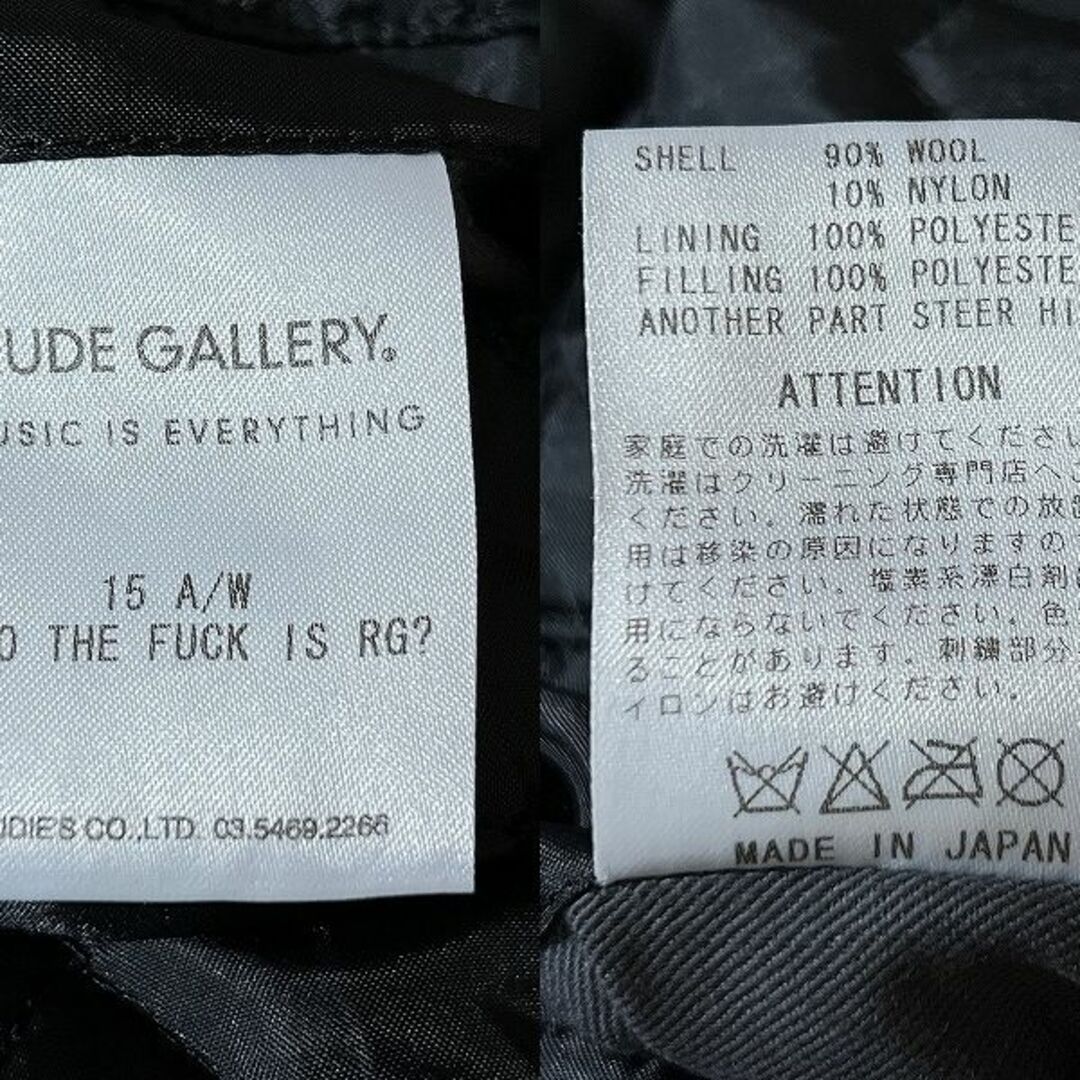 UDE GALLERY®
USIC IS EVERYTHING
15 A/W
O THE FUCK IS RG?
UDIES CO.,LTD. 03.5469.2266
SHELL 90% WOOL
10% NYLON
LINING 100% POLYESTE
FILLING 100% POLYESTE
ANOTHER PART STEER HI
ATTENTION
家庭での洗濯は避けてください
洗濯はクリーニング専門店へご
ください。濡れた状態での放置
用は移染の原因になりますので
けてください。塩素系漂白剤は
用にならないでください。色
ることがあります。刺繍部分
イロンはお避けください。
MADE IN JAPAN